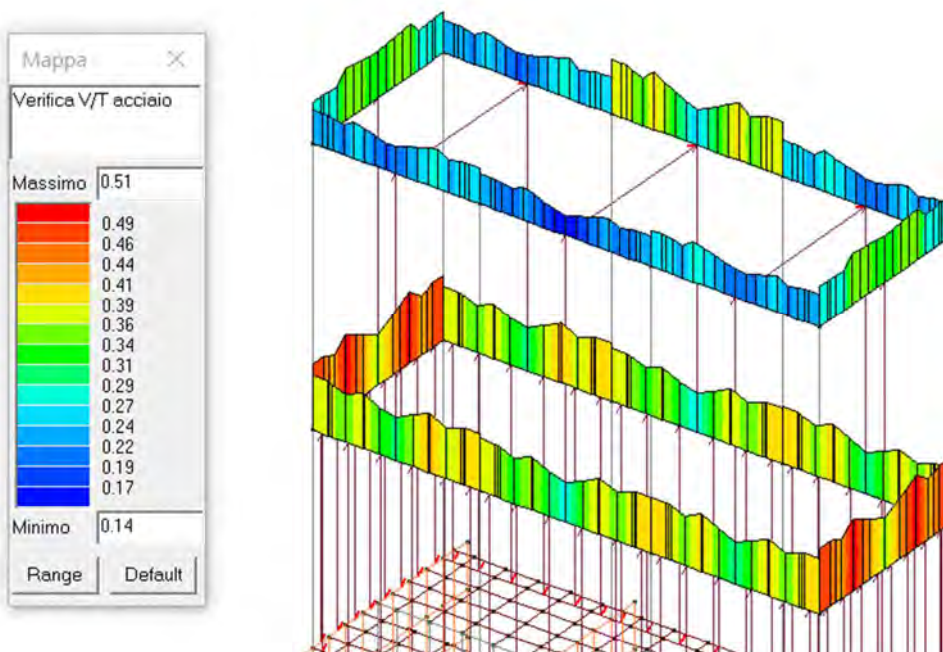 Mappa
Verifica V/T acciaio
Massimo 0.51
0.49
0.46
0.44
0.41
0.39
0.36
0.34
0.31
0.29
0.27
0.24
0.22
0.19
0.17
Minimo 0.14
Range Default